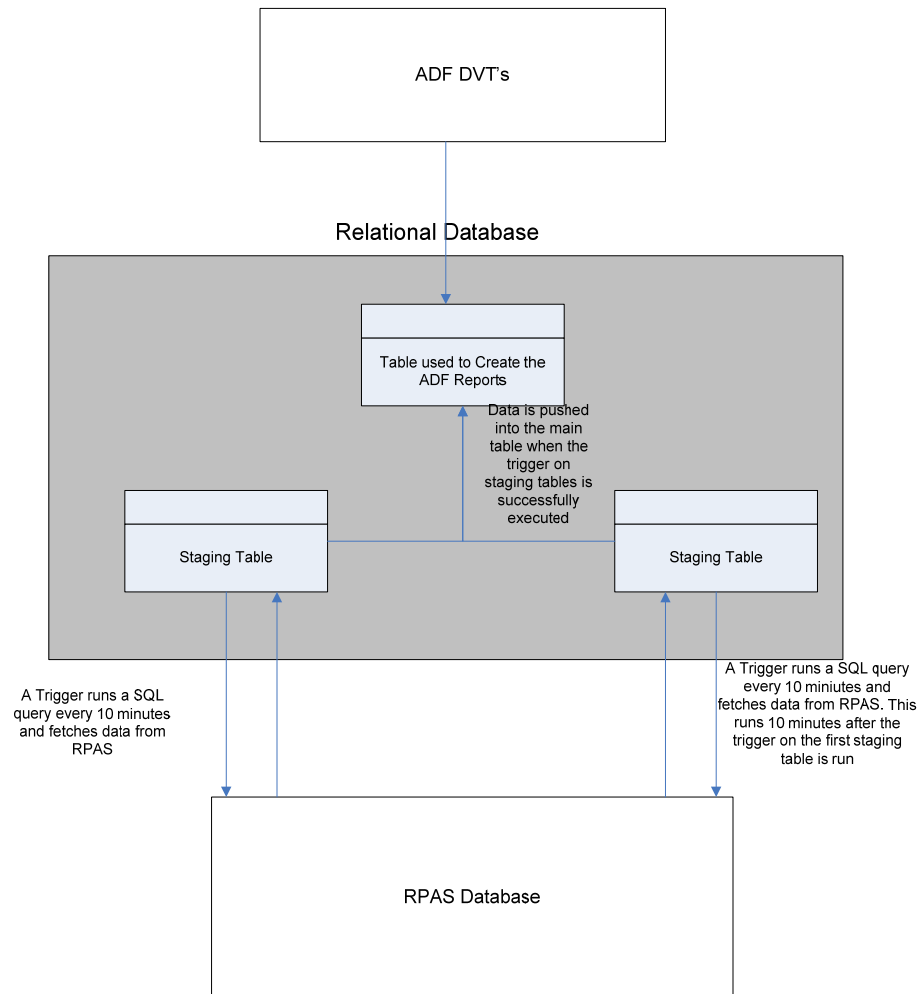 ADF DVT's
Relational Database
Table used to Create the
ADF Reports
Data is pushed
into the main
table when the
trigger on
staging tables is
successfully
executed
Staging Table
Staging Table
A Trigger runs a SQL
query every 10 minutes
and fetches data from
RPAS
A Trigger runs a SQL query
every 10 miniutes and
fetches data from RPAS. This
runs 10 minutes after the
trigger on the first staging
table is run
RPAS Database